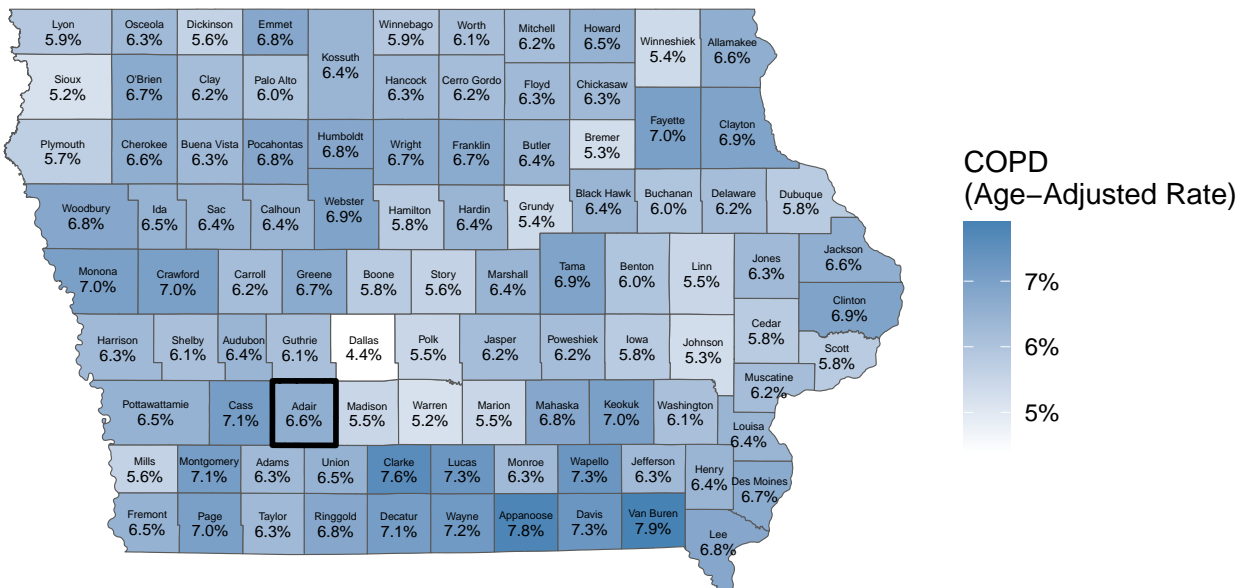 Lyon
5.9%
Osceola
6.3%
Dickinson
5.6%
Emmet
6.8%
Kossuth
6.4%
Winnebago
5.9%
Worth
6.1%
Mitchell
6.2%
Howard
6.5%
Winneshiek
5.4%
Allamakee
6.6%
Sioux
5.2%
O'Brien
6.7%
Clay
6.2%
Palo Alto
6.0%
Hancock
6.3%
Cerro Gordo
6.2%
Floyd
6.3%
Chickasaw
6.3%
Fayette
7.0%
Clayton
6.9%
Plymouth
5.7%
Cherokee
6.6%
Buena Vista
6.3%
Pocahontas
6.8%
Humboldt
6.8%
Wright
6.7%
Franklin
6.7%
Butler
6.4%
Bremer
5.3%
Woodbury
6.8%
Ida
6.5%
Sac
6.4%
Calhoun
6.4%
Webster
6.9%
Hamilton
5.8%
Hardin
6.4%
Grundy
5.4%
Black Hawk
6.4%
Buchanan
6.0%
Delaware
6.2%
Dubuque
5.8%
Monona
7.0%
Crawford
7.0%
Carroll
6.2%
Greene
6.7%
Boone
5.8%
Story
5.6%
Marshall
6.4%
Tama
6.9%
Benton
6.0%
Linn
5.5%
Jones
6.3%
Jackson
6.6%
Clinton
6.9%
Harrison
6.3%
Shelby
6.1%
Audubon
6.4%
Guthrie
6.1%
Dallas
4.4%
Polk
5.5%
Jasper
6.2%
Poweshiek
6.2%
Iowa
5.8%
Johnson
5.3%
Cedar
5.8%
Scott
5.8%
Muscatine
6.2%
Pottawattamie
6.5%
Cass
7.1%
Adair
6.6%
Madison
5.5%
Warren
5.2%
Marion
5.5%
Mahaska
6.8%
Keokuk
7.0%
Washington
6.1%
Louisa
6.4%
Mills
5.6%
Montgomery
7.1%
Adams
6.3%
Union
6.5%
Clarke
7.6%
Lucas
7.3%
Monroe
6.3%
Wapello
7.3%
Jefferson
6.3%
Henry
6.4%
Des Moines
6.7%
Fremont
6.5%
Page
7.0%
Taylor
6.3%
Ringgold
6.8%
Decatur
7.1%
Wayne
7.2%
Appanoose
7.8%
Davis
7.3%
Van Buren
7.9%
Lee
6.8%
COPD
(Age−Adjusted Rate)
7%
6%
5%